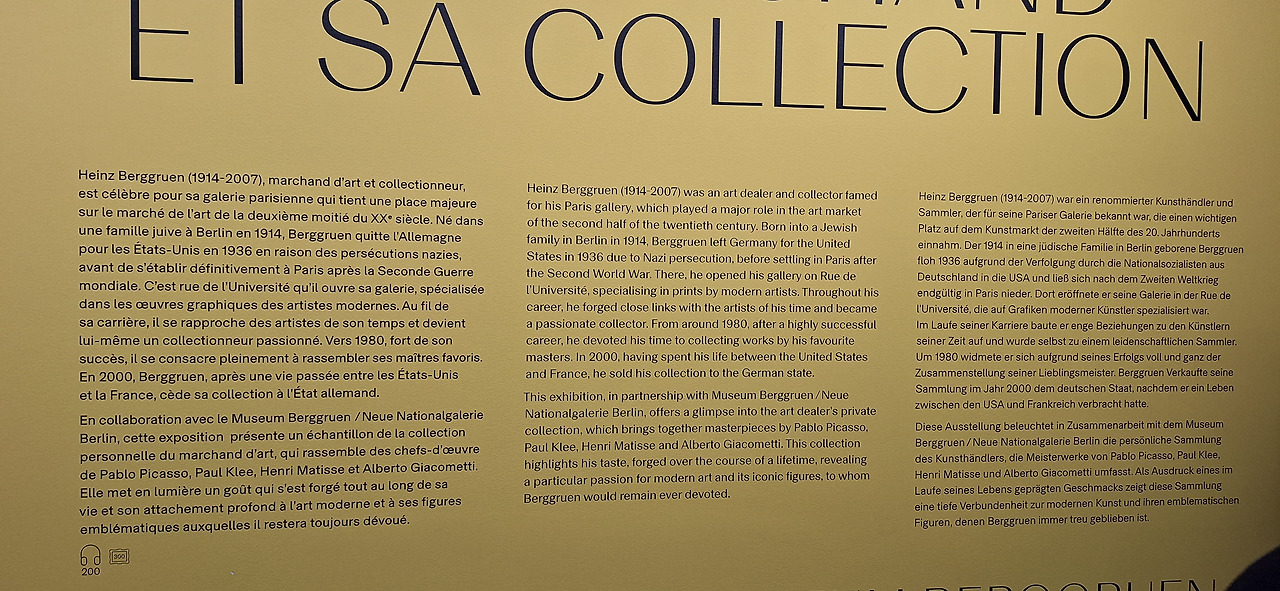 ET SA COLLECTION
Heinz Berggruen (1914-2007), marchand d'art et collectionneur,
est célèbre pour sa galerie parisienne qui tient une place majeure
sur le marché de l'art de la deuxième moitié du XXᵉ siècle. Né dans
une famille juive à Berlin en 1914, Berggruen quitte l'Allemagne
pour les États-Unis en 1936 en raison des persécutions nazies,
avant de s'établir définitivement à Paris après la Seconde Guerre
mondiale. C'est rue de l'Université qu'il ouvre sa galerie, spécialisée
dans les œuvres graphiques des artistes modernes. Au fil de
sa carrière, il se rapproche des artistes de son temps et devient
lui-même un collectionneur passionné. Vers 1980, fort de son
succès, il se consacre pleinement à rassembler ses maîtres favoris.
En 2000, Berggruen, après une vie passée entre les États-Unis
et la France, cède sa collection à l'État allemand.
En collaboration avec le Museum Berggruen / Neue Nationalgalerie
Berlin, cette exposition présente un échantillon de la collection
personnelle du marchand d'art, qui rassemble des chefs-d'œuvre
de Pablo Picasso, Paul Klee, Henri Matisse et Alberto Giacometti.
Elle met en lumière un goût qui s'est forgé tout au long de sa
vie et son attachement profond à l'art moderne et à ses figures
emblématiques auxquelles il restera toujours dévoué.
300
200
Heinz Berggruen (1914-2007) was an art dealer and collector famed
for his Paris gallery, which played a major role in the art market
of the second half of the twentieth century. Born into a Jewish
family in Berlin in 1914, Berggruen left Germany for the United
States in 1936 due to Nazi persecution, before settling in Paris after
the Second World War. There, he opened his gallery on Rue de
l'Université, specialising in prints by modern artists. Throughout his
career, he forged close links with the artists of his time and became
a passionate collector. From around 1980, after a highly successful
career, he devoted his time to collecting works by his favourite
masters. In 2000, having spent his life between the United States
and France, he sold his collection to the German state.
This exhibition, in partnership with Museum Berggruen / Neue
Nationalgalerie Berlin, offers a glimpse into the art dealer's private
collection, which brings together masterpieces by Pablo Picasso,
Paul Klee, Henri Matisse and Alberto Giacometti. This collection
highlights his taste, forged over the course of a lifetime, revealing
a particular passion for modern art and its iconic figures, to whom
Berggruen would remain ever devoted.
Heinz Berggruen (1914-2007) war ein renommierter Kunsthändler und
Sammler, der für seine Pariser Galerie bekannt war, die einen wichtigen
Platz auf dem Kunstmarkt der zweiten Hälfte des 20. Jahrhunderts
einnahm. Der 1914 in eine jüdische Familie in Berlin geborene Berggruen
floh 1936 aufgrund der Verfolgung durch die Nationalsozialisten aus
Deutschland in die USA und ließ sich nach dem Zweiten Weltkrieg
endgültig in Paris nieder. Dort eröffnete er seine Galerie in der Rue de
l'Université, die auf Grafiken moderner Künstler spezialisiert war.
Im Laufe seiner Karriere baute er enge Beziehungen zu den Künstlern
seiner Zeit auf und wurde selbst zu einem leidenschaftlichen Sammler.
Um 1980 widmete er sich aufgrund seines Erfolgs voll und ganz der
Zusammenstellung seiner Lieblingsmeister. Berggruen Verkaufte seine
Sammlung im Jahr 2000 dem deutschen Staat, nachdem er ein Leben
zwischen den USA und Frankreich verbracht hatte.
Diese Ausstellung beleuchtet in Zusammenarbeit mit dem Museum
Berggruen / Neue Nationalgalerie Berlin die persönliche Sammlung
des Kunsthändlers, die Meisterwerke von Pablo Picasso, Paul Klee,
Henri Matisse und Alberto Giacometti umfasst. Als Ausdruck eines im
Laufe seines Lebens geprägten Geschmacks zeigt diese Sammlung
eine tiefe Verbundenheit zur modernen Kunst und ihren emblematischen
Figuren, denen Berggruen immer treu geblieben ist.